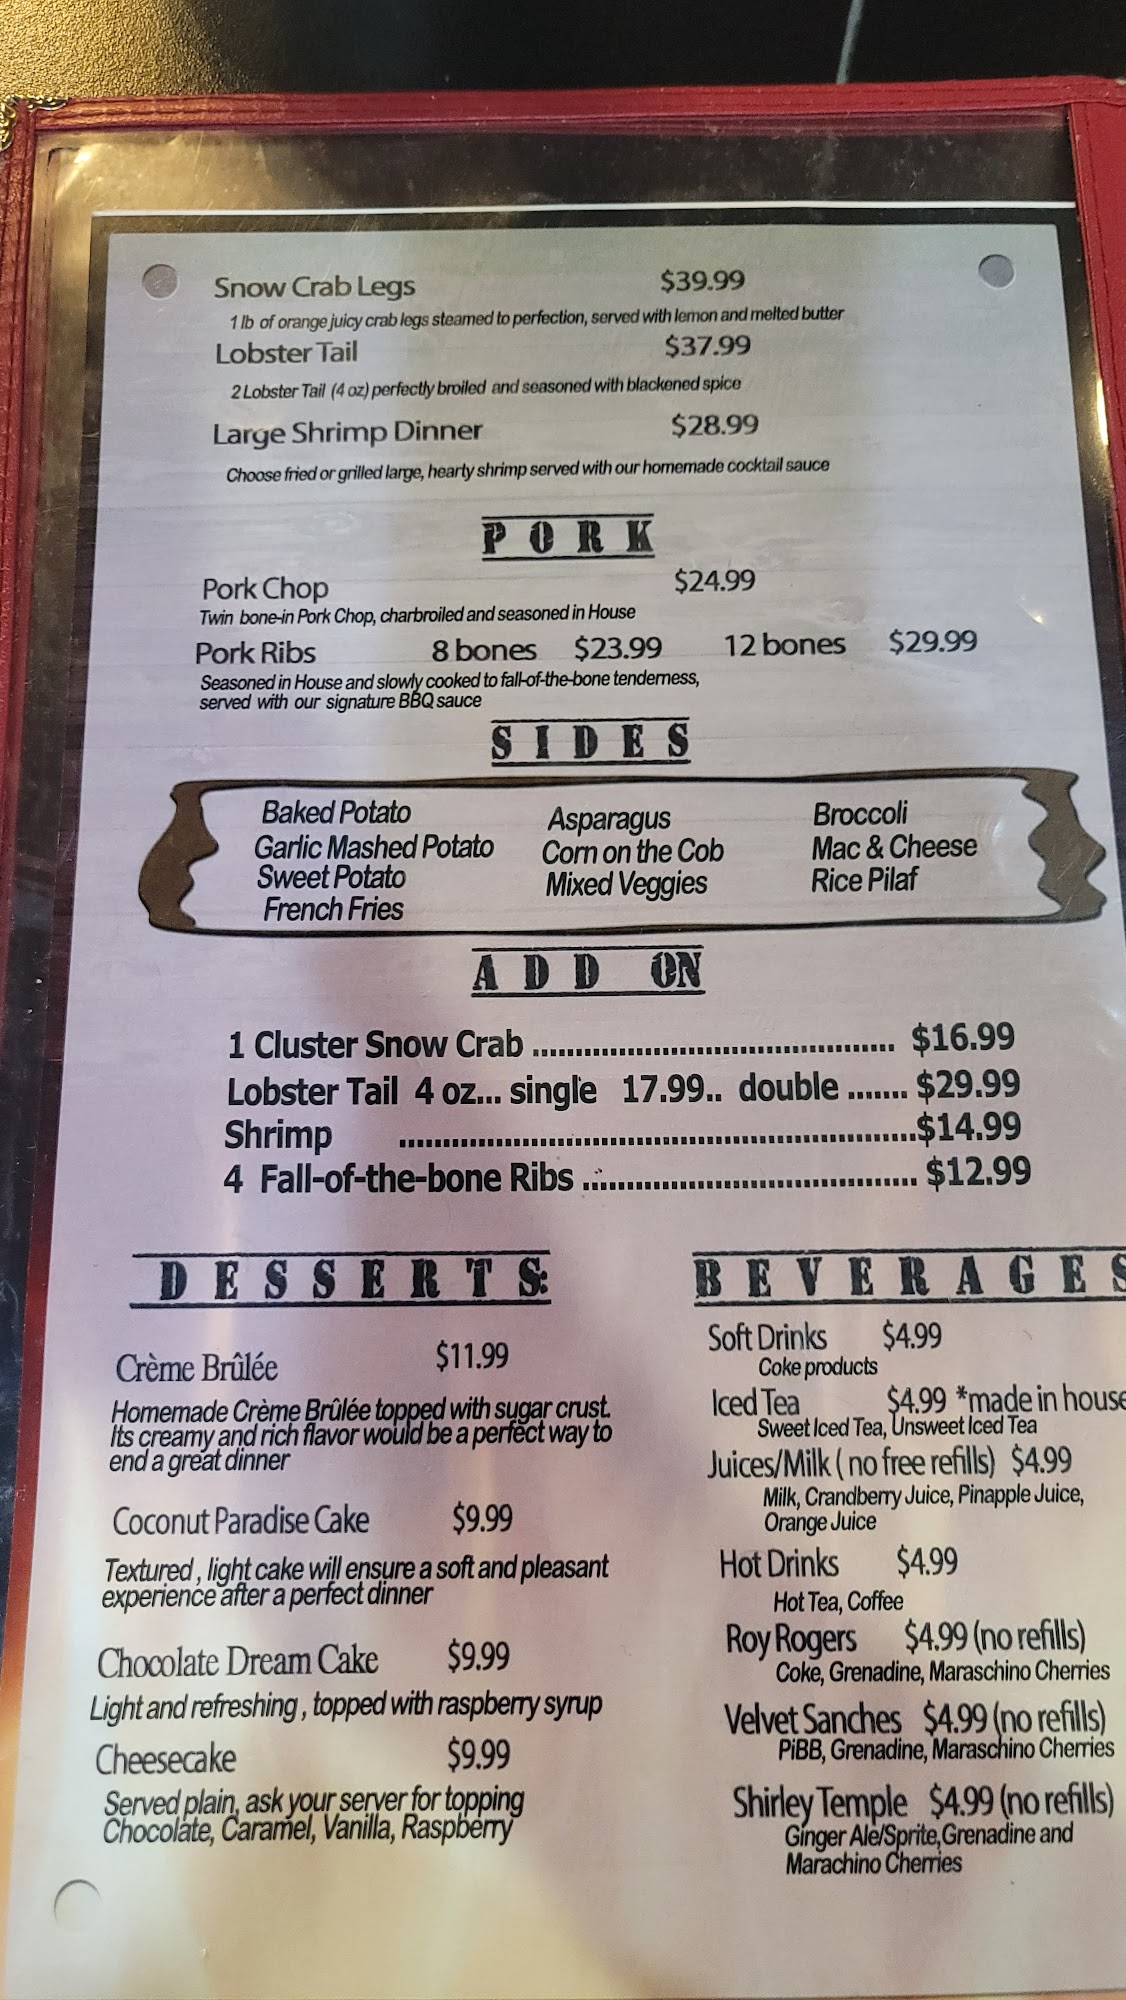 Snow Crab Legs $39.99
1 lb of orange juicy crab legs steamed to perfection, served with lemon and melted butter
Lobster Tail $37.99
2 Lobster Tail (4 oz) perfectly broiled and seasoned with blackened spice
Large Shrimp Dinner $28.99
Choose fried or grilled large, hearty shrimp served with our homemade cocktail sauce
PORK
Pork Chop $24.99
Twin bone-in Pork Chop, charbroiled and seasoned in House
Pork Ribs 8 bones $23.99 12 bones $29.99
Seasoned in House and slowly cooked to fall-of-the-bone tenderness,
served with our signature BBQ sauce
SIDES
Baked Potato Asparagus Broccoli
Garlic Mashed Potato Corn on the Cob Mac & Cheese
Sweet Potato Mixed Veggies Rice Pilaf
French Fries
ADD ON
1 Cluster Snow Crab .......................................... $16.99
Lobster Tail 4 oz... single 17.99.. double ....... $29.99
Shrimp ............................................................$14.99
4 Fall-of-the-bone Ribs ....................................... $12.99
DESSERTS:
Crème Brûlée $11.99
Homemade Crème Brûlée topped with sugar crust.
Its creamy and rich flavor would be a perfect way to
end a great dinner
Coconut Paradise Cake $9.99
Textured , light cake will ensure a soft and pleasant
experience after a perfect dinner
Chocolate Dream Cake $9.99
Light and refreshing , topped with raspberry syrup
Cheesecake $9.99
Served plain, ask your server for topping
Chocolate, Caramel, Vanilla, Raspberry
BEVERAGES
Soft Drinks $4.99
Coke products
Iced Tea $4.99 *made in house
Sweet Iced Tea, Unsweet Iced Tea
Juices/Milk ( no free refills) $4.99
Milk, Crandberry Juice, Pinapple Juice,
Orange Juice
Hot Drinks $4.99
Hot Tea, Coffee
Roy Rogers $4.99 (no refills)
Coke, Grenadine, Maraschino Cherries
Velvet Sanches $4.99 (no refills)
PiBB, Grenadine, Maraschino Cherries
Shirley Temple $4.99 (no refills)
Ginger Ale/Sprite, Grenadine and
Marachino Cherries